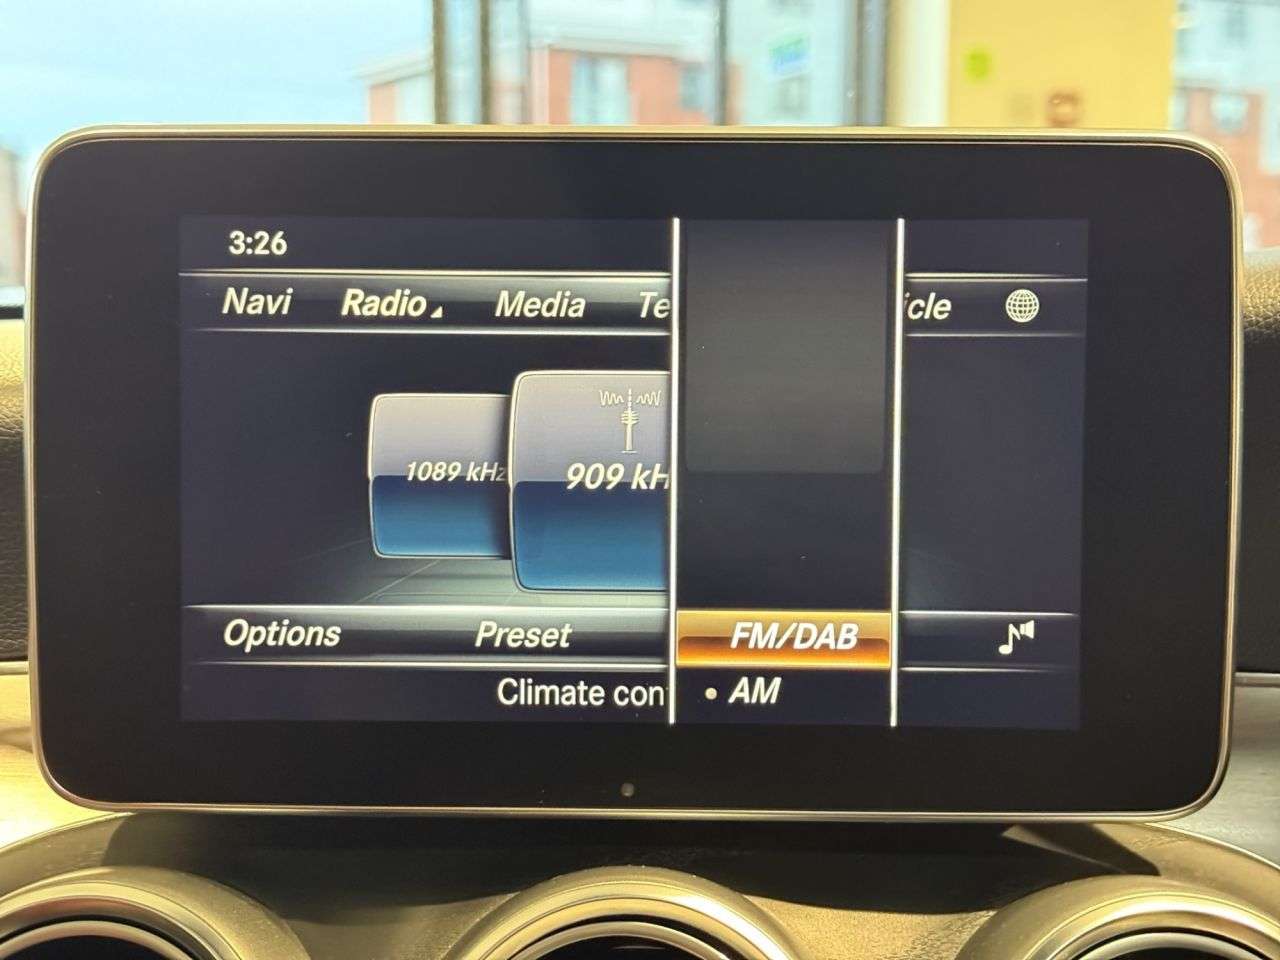 3:26
Navi Radio Media Te icle
1089 kHz 909 kH
Options Preset FM/DAB
Climate con • AM